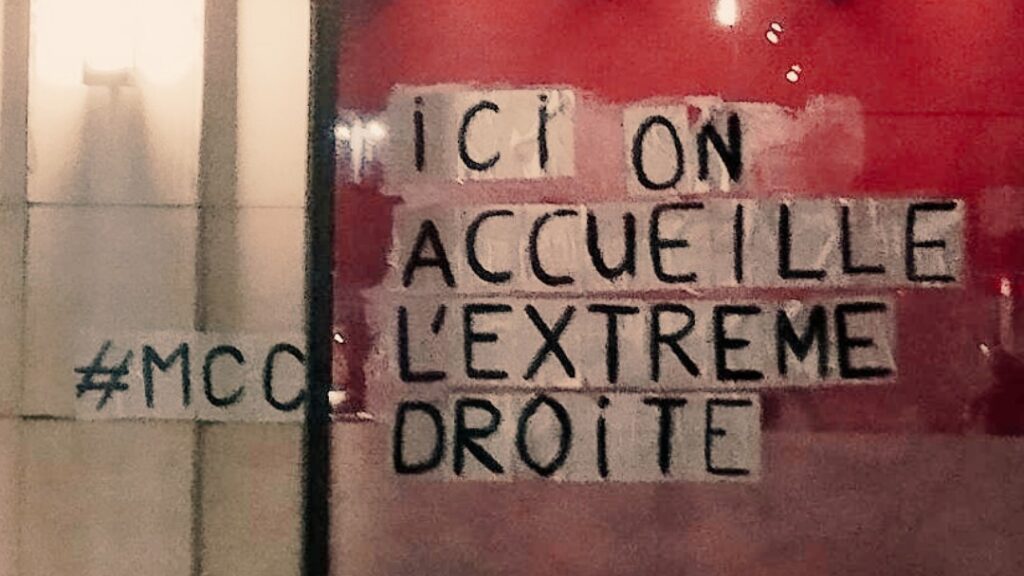 iCi ON
ACCUEILLE
L'EXTREME
DROiTE
#MCC